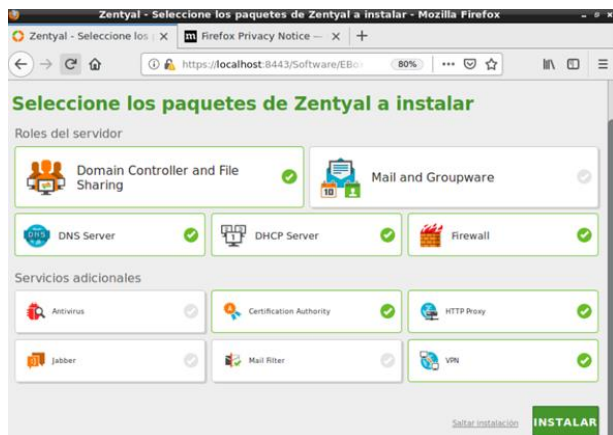 Zentyal - Seleccione los paquetes de Zentyal a instalar - Mozilla Firefox
Zentyal - Seleccione los
Firefox Privacy Notice —
https://localhost:8443/Software/EBo
80%
Seleccione los paquetes de Zentyal a instalar
Roles del servidor
Domain Controller and File
Sharing
Mail and Groupware
DNS Server
DHCP Server
Firewall
Servicios adicionales
Antivirus
Certification Authority
HTTP Proxy
Jabber
Mail Filter
VPN
Saltar instalación
INSTALAR